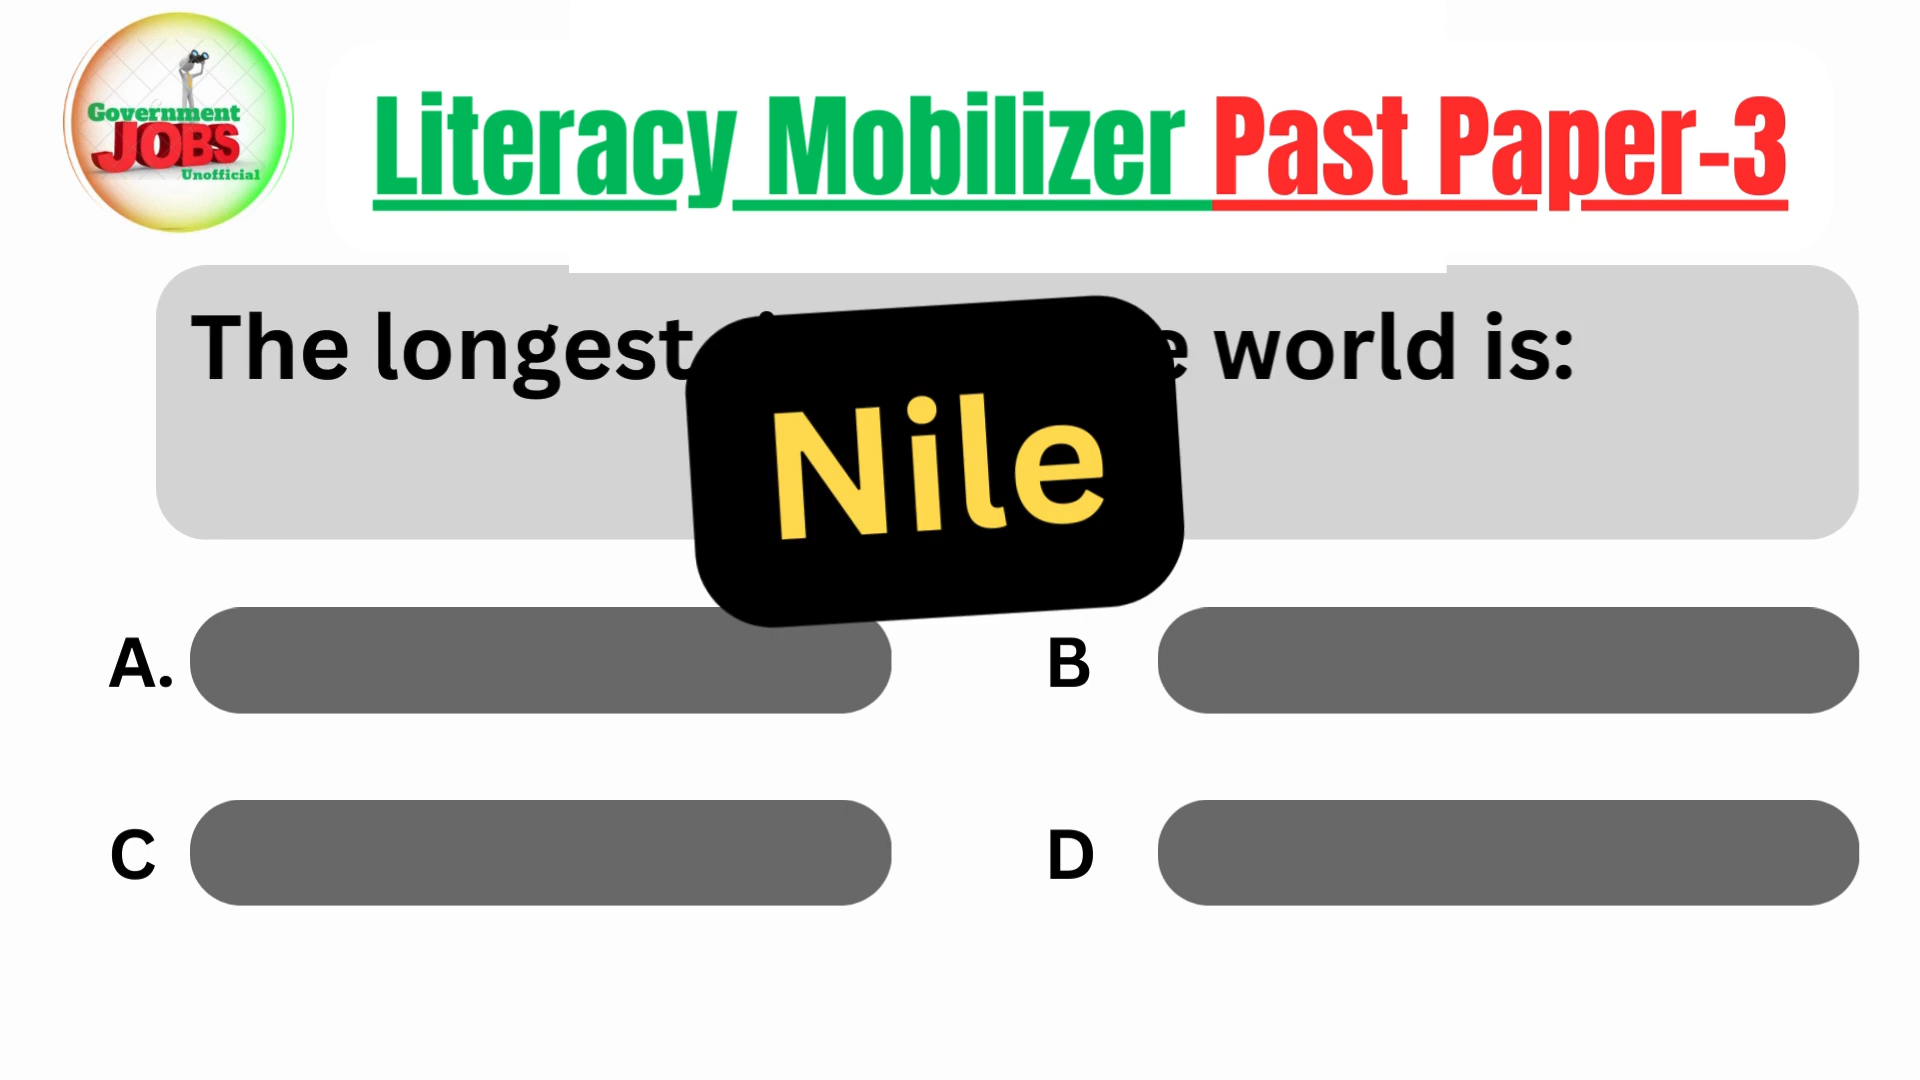 Government
JOBS
Unofficial
Literacy Mobilizer Past Paper-3
The longest world is:
Nile
A.
B
C
D